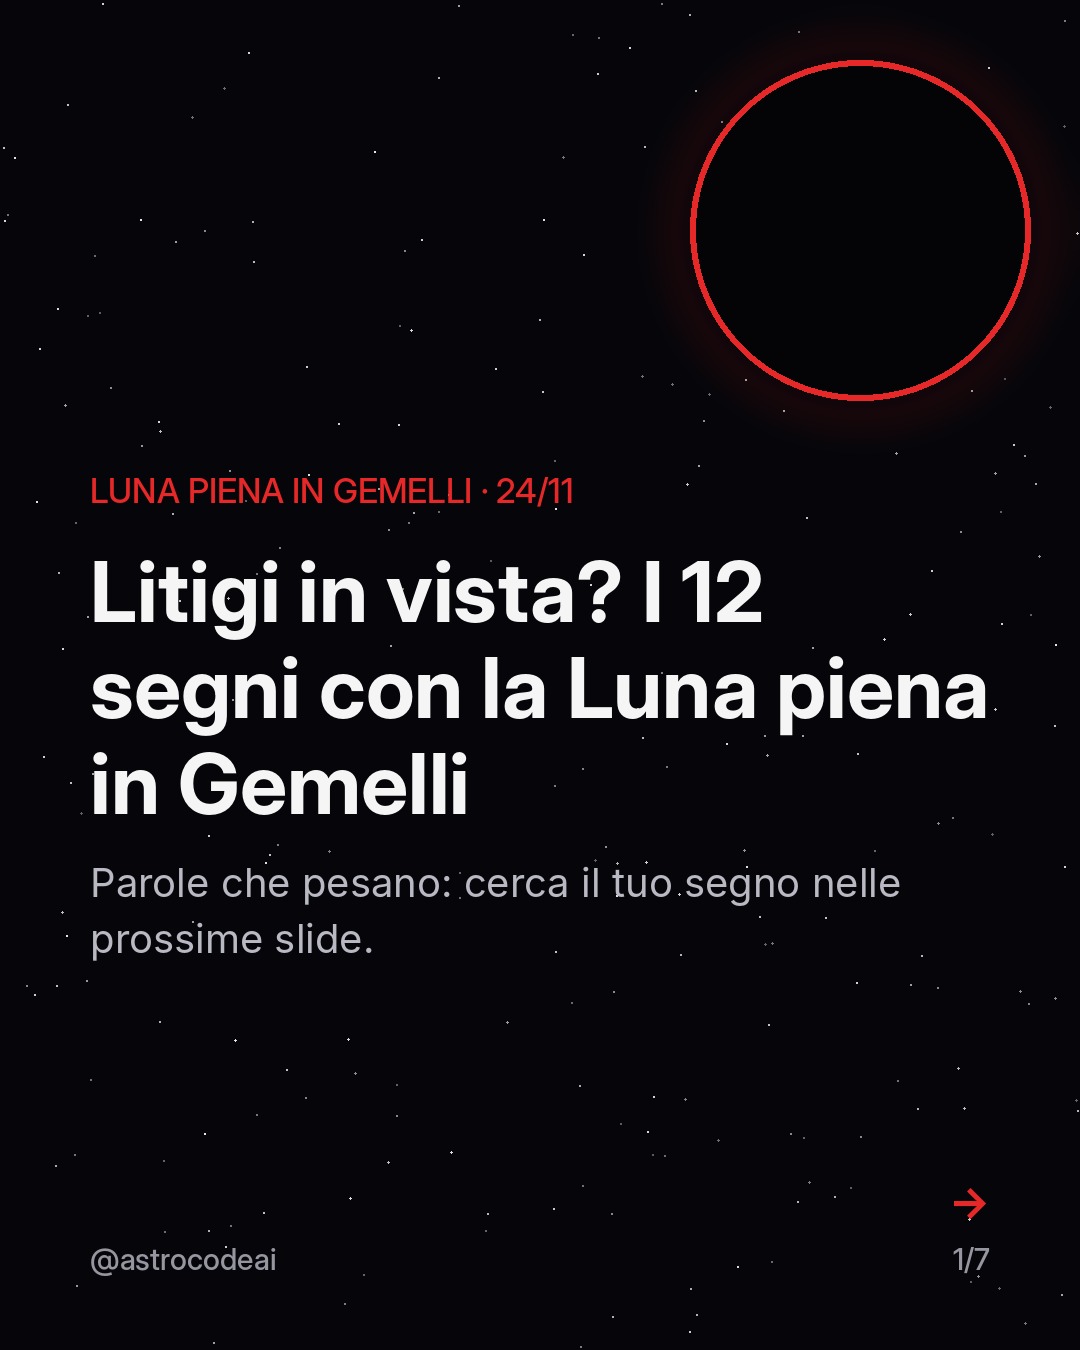 LUNA PIENA IN GEMELLI · 24/11
Litigi in vista? I 12
segni con la Luna piena
in Gemelli
Parole che pesano: cerca il tuo segno nelle
prossime slide.
→
@astrocodeai
1/7